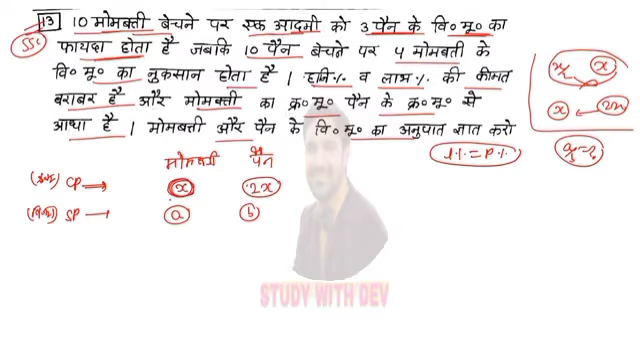 SSC 13 10 मोमबत्ती बेचने पर एक आदमी को 3 पैन के वि० मू० का
फायदा होता है जबकि 10 पैन बेचने पर 4 मोमबत्ती के
वि० मू० का नुकसान होता है। हानि% व लाभ% की कीमत
बराबर है और मोमबत्ती का क्र० मू० पैन के क्र० मू० से
आधा है। मोमबत्ती और पैन के वि० मू० का अनुपात ज्ञात करो
x
x 2x
l% = p%
मोमबत्ती पैन
CP → x 2x
SP → a b
STUDY WITH DEV